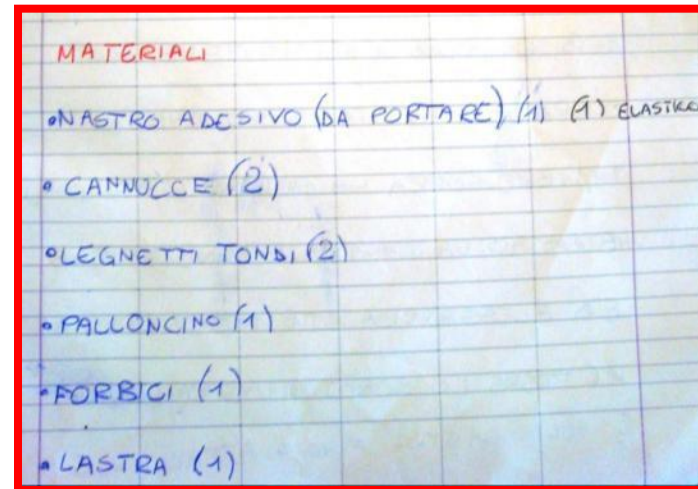 MATERIALI
•NASTRO ADESIVO (DA PORTARE) (1) (1) ELASTICO
• CANNUCCE (2)
•LEGNETTI TONDI (2)
• PALLONCINO (1)
•FORBICI (1)
• LASTRA (1)